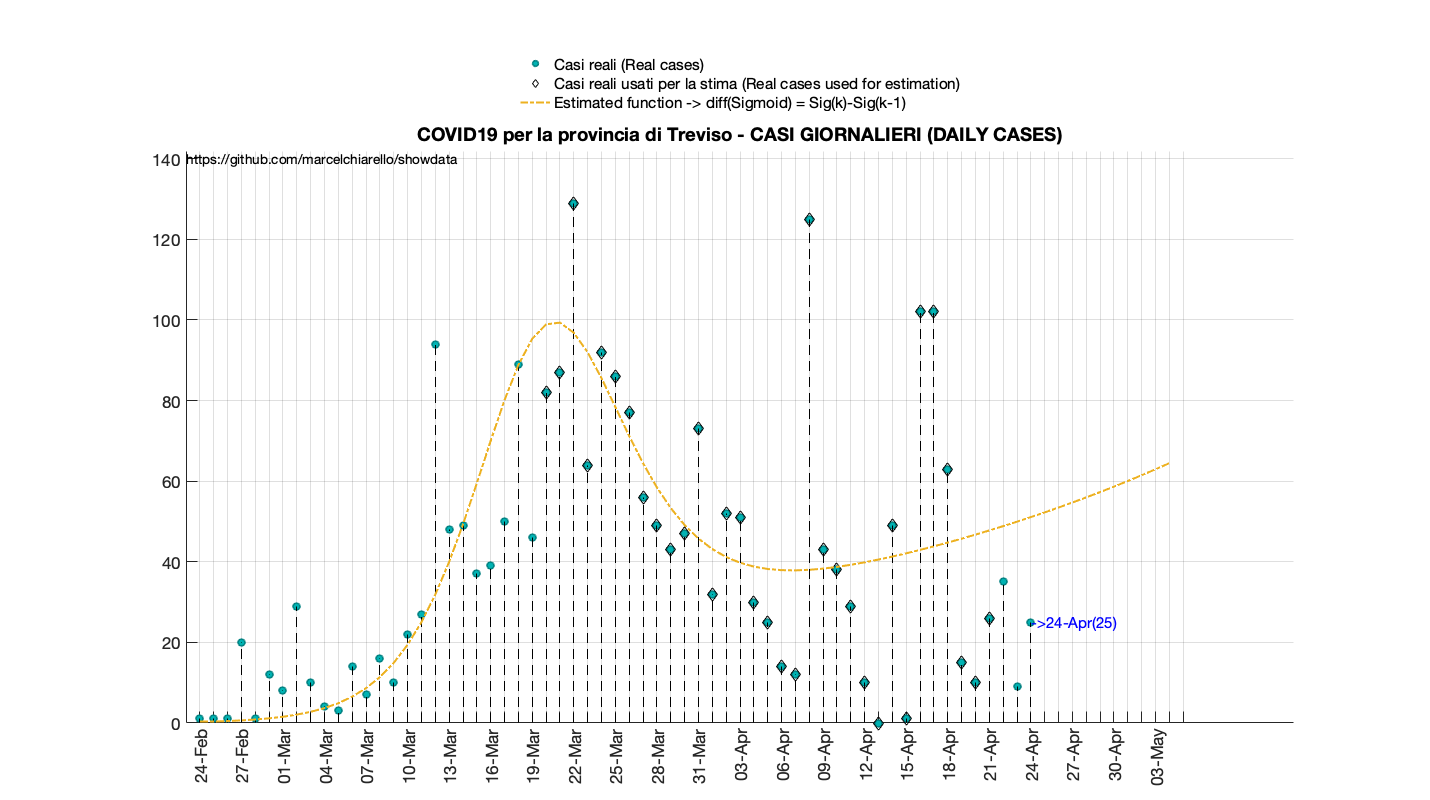 Casi reali (Real cases)
Casi reali usati per la stima (Real cases used for estimation)
Estimated function -> diff(Sigmoid) = Sig(k)-Sig(k-1)
COVID19 per la provincia di Treviso - CASI GIORNALIERI (DAILY CASES)
https://github.com/marcelchiarello/showdata
140
120
100
80
60
40
20
0
->24-Apr(25)
24-Feb
27-Feb
01-Mar
04-Mar
07-Mar
10-Mar
13-Mar
16-Mar
19-Mar
22-Mar
25-Mar
28-Mar
31-Mar
03-Apr
06-Apr
09-Apr
12-Apr
15-Apr
18-Apr
21-Apr
24-Apr
27-Apr
30-Apr
03-May